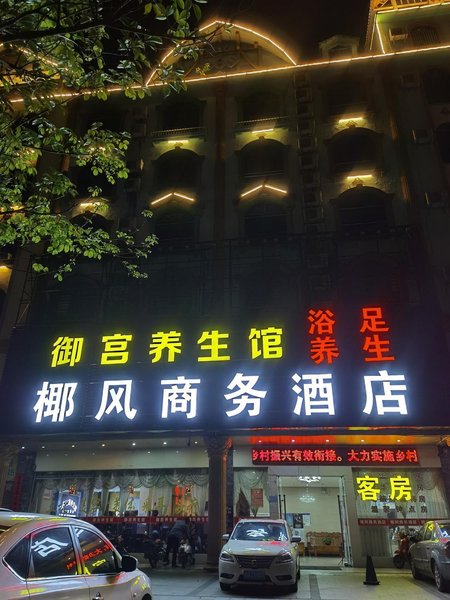 御宫养生馆
浴足
养生
椰风商务酒店
乡村振兴有效衔接。大力实施乡村
客房